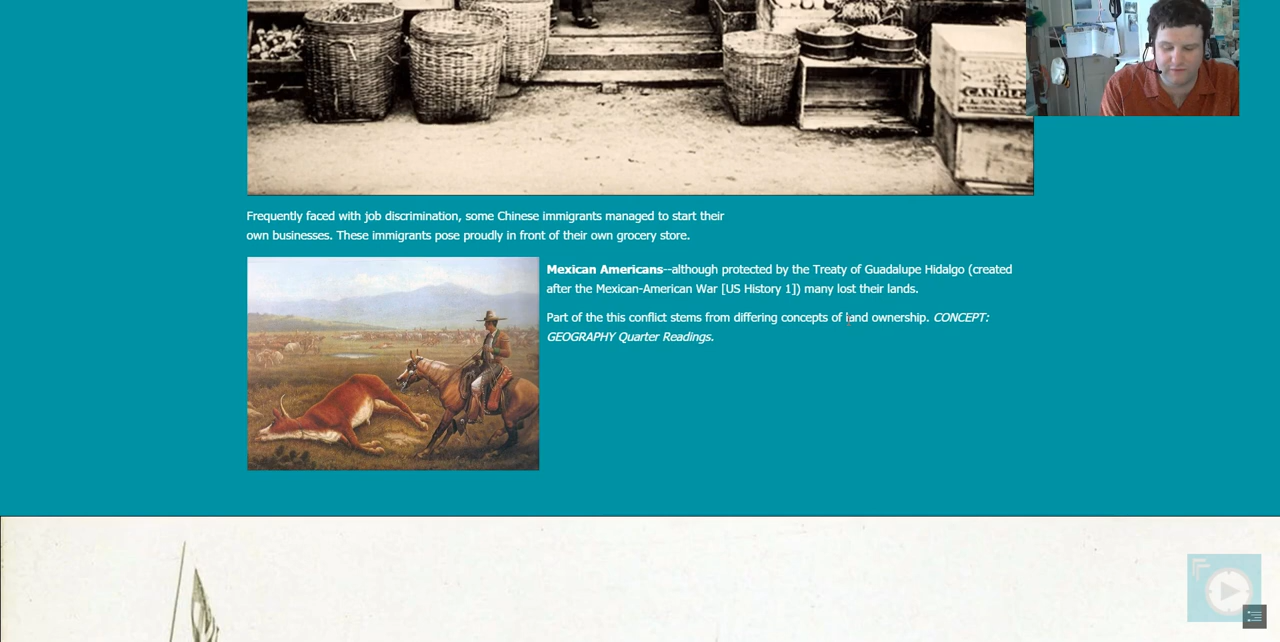 CANDLE
Frequently faced with job discrimination, some Chinese immigrants managed to start their
own businesses. These immigrants pose proudly in front of their own grocery store.
Mexican Americans--although protected by the Treaty of Guadalupe Hidalgo (created
after the Mexican-American War [US History 1]) many lost their lands.
Part of the this conflict stems from differing concepts of land ownership. CONCEPT:
GEOGRAPHY Quarter Readings.